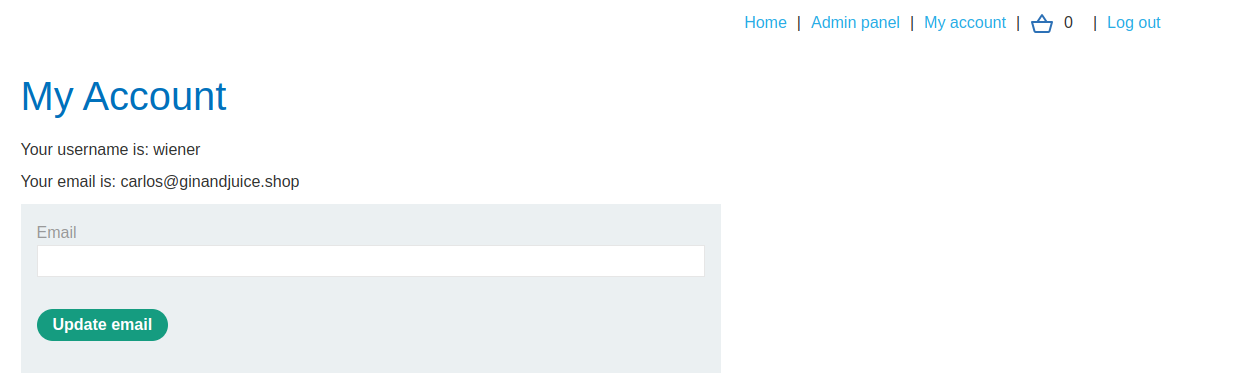 Home | Admin panel | My account | 0 | Log out
My Account
Your username is: wiener
Your email is: carlos@ginandjuice.shop
Email
Update email